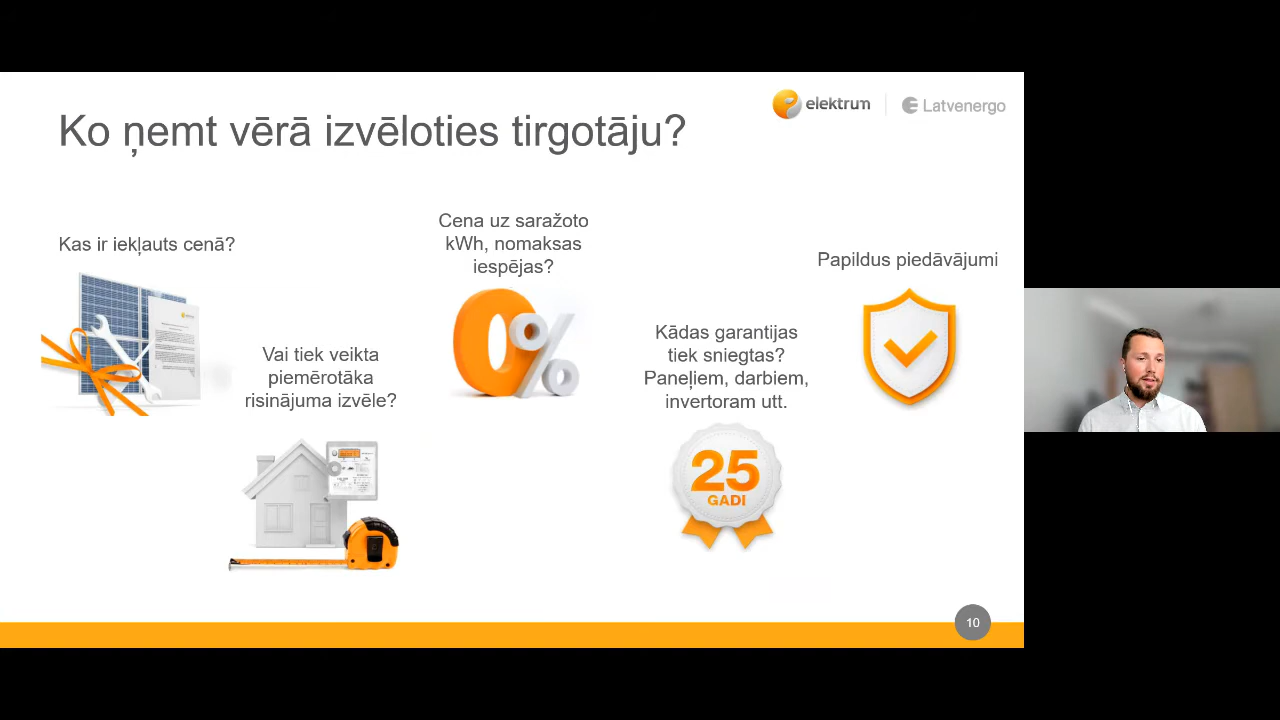 elektrum
Latvenergo
Ko ņemt vērā izvēloties tirgotāju?
Kas ir iekļauts cenā?
Vai tiek veikta
piemērotāka
risinājuma izvēle?
Cena uz saražoto
kWh, nomaksas
iespējas?
0%
Kādas garantijas
tiek sniegtas?
Paneļiem, darbiem,
invertoram utt.
25
GADI
Papildus piedāvājumi
10